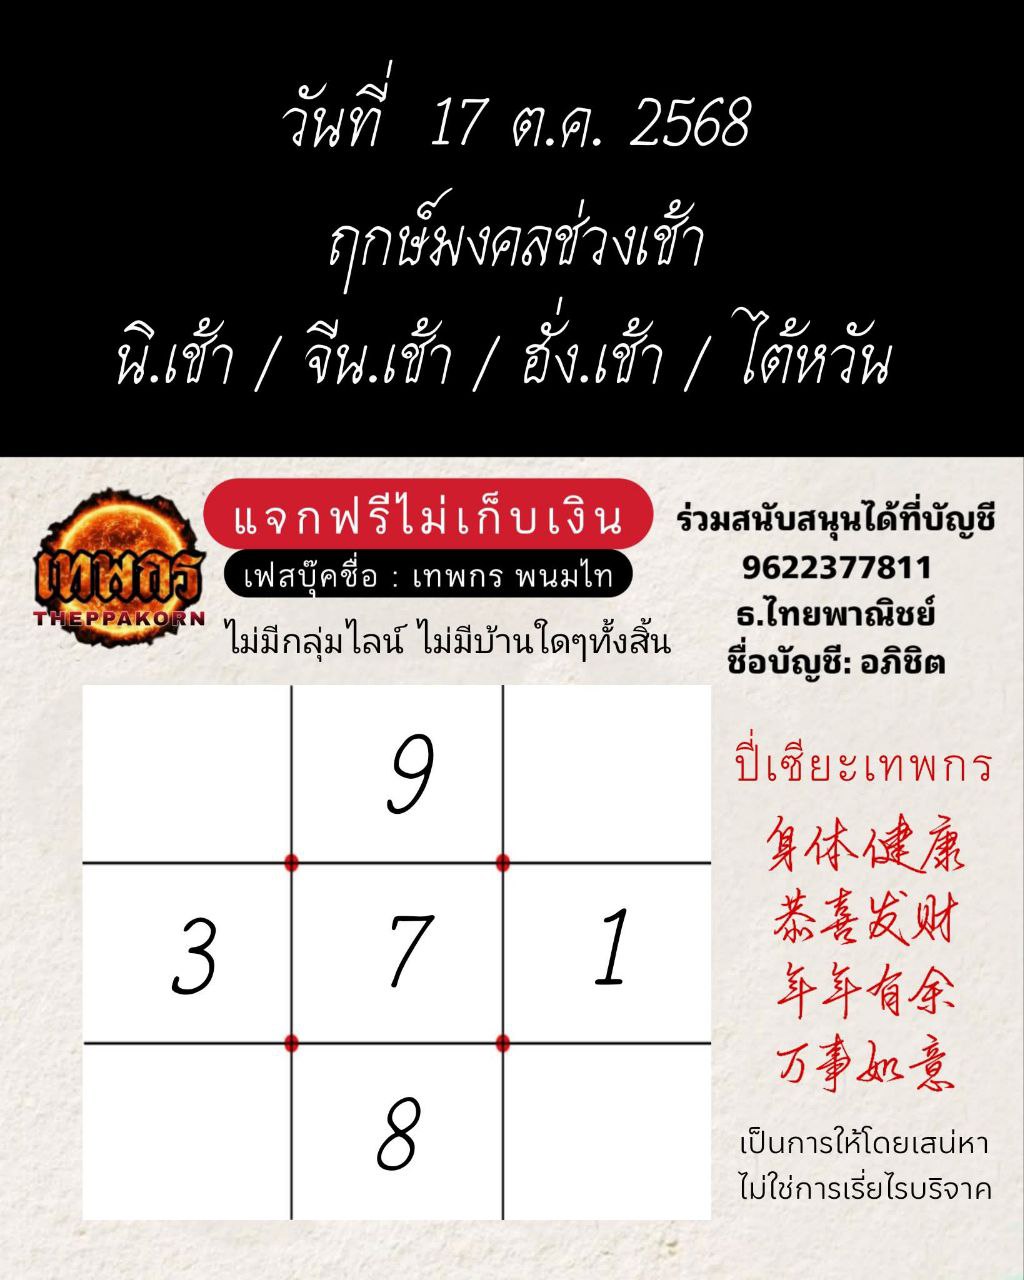 วันที่ 17 ต.ค. 2568
ฤกษ์มงคลช่วงเช้า
นิ.เช้า / จีน.เช้า / ฮั่ง.เช้า / ไต้หวัน
เทพกร
THEPPAKORN
แจกฟรีไม่เก็บเงิน
เฟสบุ๊คชื่อ : เทพกร พนมไท
ไม่มีกลุ่มไลน์ ไม่มีบ้านใดๆทั้งสิ้น
ร่วมสนับสนุนได้ที่บัญชี
9622377811
ธ.ไทยพาณิชย์
ชื่อบัญชี: อภิชิต
9
3 7 1
8
ปี่เซียะเทพกร
身体健康
恭喜发财
年年有余
万事如意
เป็นการให้โดยเสน่หา
ไม่ใช่การเรี่ยไรบริจาค